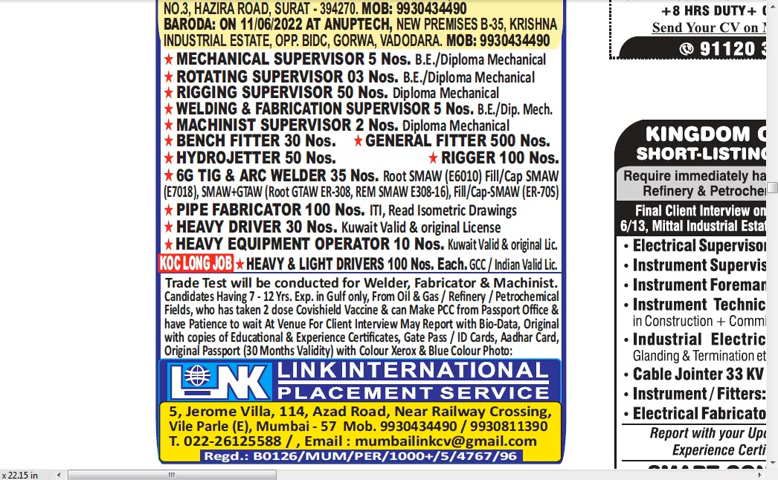 NO.3, HAZIRA ROAD, SURAT - 394270. MOB: 9930434490
BARODA: ON 11/06/2022 AT ANUPTECH, NEW PREMISES B-35, KRISHNA
INDUSTRIAL ESTATE, OPP. BIDC, GORWA, VADODARA. MOB: 9930434490
★ MECHANICAL SUPERVISOR 5 Nos. B.E./Diploma Mechanical
★ ROTATING SUPERVISOR 03 Nos. B.E./Diploma Mechanical
★ RIGGING SUPERVISOR 50 Nos. Diploma Mechanical
★ WELDING & FABRICATION SUPERVISOR 5 Nos. B.E./Dip. Mech.
★ MACHINIST SUPERVISOR 2 Nos. Diploma Mechanical
★ BENCH FITTER 30 Nos. ★ GENERAL FITTER 500 Nos.
★ HYDROJETTER 50 Nos. ★ RIGGER 100 Nos.
★ 6G TIG & ARC WELDER 35 Nos. Root SMAW (E6010) Fill/Cap SMAW
(E7018), SMAW+GTAW (Root GTAW ER-308, REM SMAW E308-16), Fill/Cap-SMAW (ER-70S)
★ PIPE FABRICATOR 100 Nos. ITI, Read Isometric Drawings
★ HEAVY DRIVER 30 Nos. Kuwait Valid & original License
★ HEAVY EQUIPMENT OPERATOR 10 Nos. Kuwait Valid & original Lic.
KOC LONG JOB ★ HEAVY & LIGHT DRIVERS 100 Nos. Each. GCC / Indian Valid Lic.
Trade Test will be conducted for Welder, Fabricator & Machinist.
Candidates Having 7 - 12 Yrs. Exp. in Gulf only, From Oil & Gas / Refinery / Petrochemical
Fields, who has taken 2 dose Covishield Vaccine & can Make PCC from Passport Office &
have Patience to wait At Venue For Client Interview May Report with Bio-Data, Original
with copies of Educational & Experience Certificates, Gate Pass / ID Cards, Aadhar Card,
Original Passport (30 Months Validity) with Colour Xerox & Blue Colour Photo:
LINK
LINK INTERNATIONAL
PLACEMENT SERVICE
5, Jerome Villa, 114, Azad Road, Near Railway Crossing,
Vile Parle (E), Mumbai - 57 Mob. 9930434490 / 9930811390
T. 022-26125588 / , Email : mumbailinkcv@gmail.com
Regd.: B0126/MUM/PER/1000+/5/4767/96
+8 HRS DUTY+
Send Your CV on
91120
KINGDOM
SHORT-LISTING
Require immediately
Refinery &
Final Client Interview on
6/13, Mittal Industrial
• Electrical
• Instrument
• Instrument
• Instrument
in Construction +
• Industrial
Glanding & Termination
• Cable Jointer 33 KV
• Instrument / Fitters:
• Electrical
Report with your
Experience
x 22.15 in